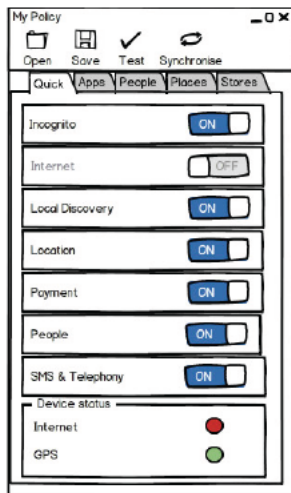 My Policy
Open Save Test Synchronise
Quick Apps People Places Stores
Incognito ON
Internet OFF
Local Discovery ON
Location ON
Payment ON
People ON
SMS & Telephony ON
Device status
Internet
GPS